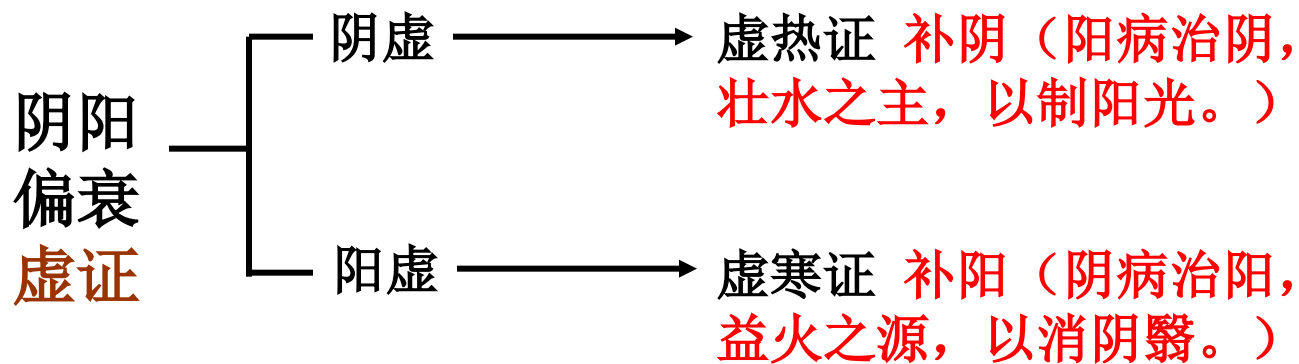 阴阳
偏衰
虚证
阴虚
虚热证 补阴（阳病治阴，
壮水之主，以制阳光。）
阳虚
虚寒证 补阳（阴病治阳，
益火之源，以消阴翳。）